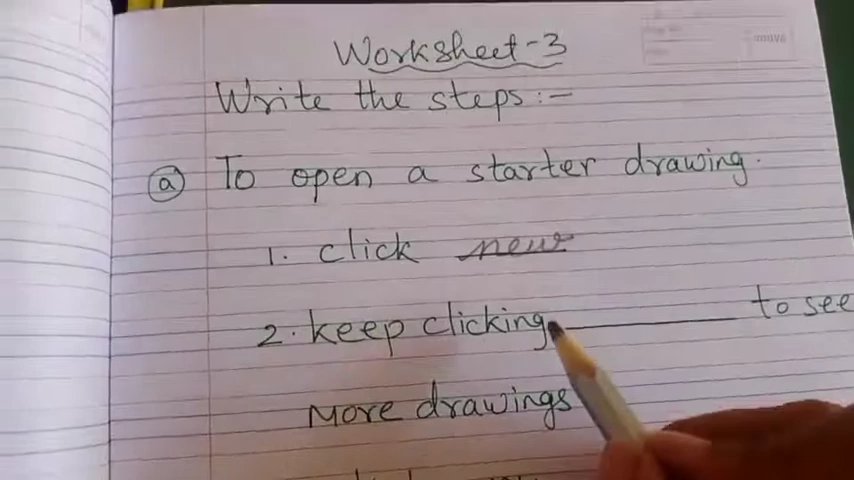 Worksheet-3
Write the steps:-
(a) To open a starter drawing.
1. click new
2. keep clicking ________ to see
More drawings